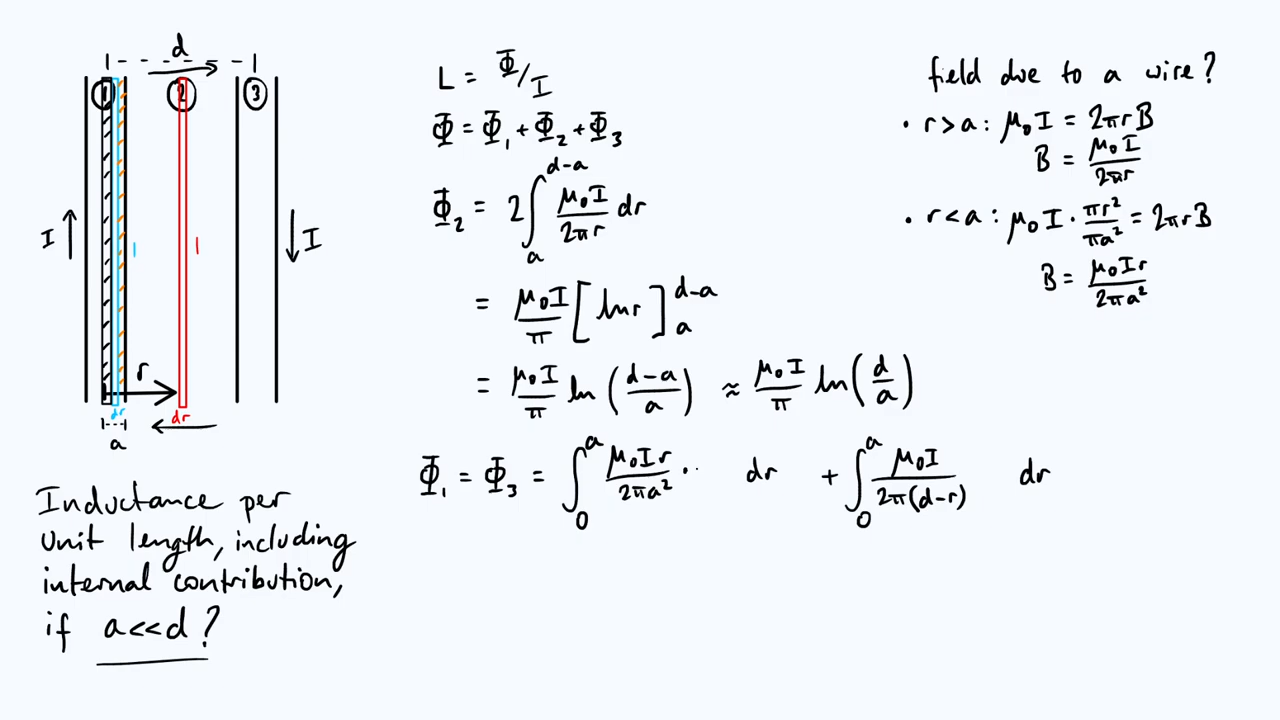 d
1 2 3
I I
l l
r
dr dr
a
Inductance per
unit length, including
internal contribution,
if a<<d?
L = Φ/I
Φ = Φ₁ + Φ₂ + Φ₃
Φ₂ = 2∫ₐ^(d-a) μ₀I/2πr dr
= μ₀I/π [ln r]ₐ^(d-a)
= μ₀I/π ln((d-a)/a) ≈ μ₀I/π ln(d/a)
Φ₁ = Φ₃ = ∫₀^a μ₀Ir/2πa² · dr + ∫₀^a μ₀I/2π(d-r) dr
field due to a wire?
• r>a: μ₀I = 2πrB
B = μ₀I/2πr
• r<a: μ₀I · πr²/πa² = 2πrB
B = μ₀Ir/2πa²